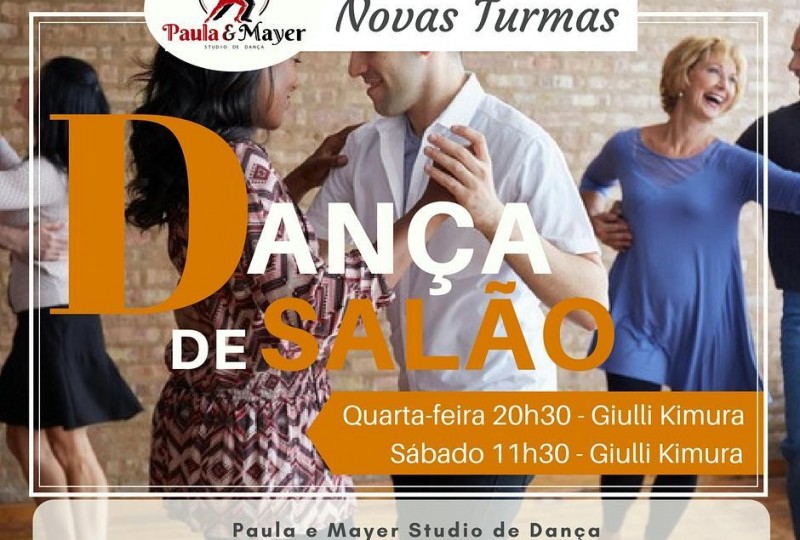 Paula & Mayer
STUDIO DE DANÇA
Novas Turmas
DANÇA
DE SALÃO
Quarta-feira 20h30 - Giulli Kimura
Sábado 11h30 - Giulli Kimura
Paula e Mayer Studio de Dança